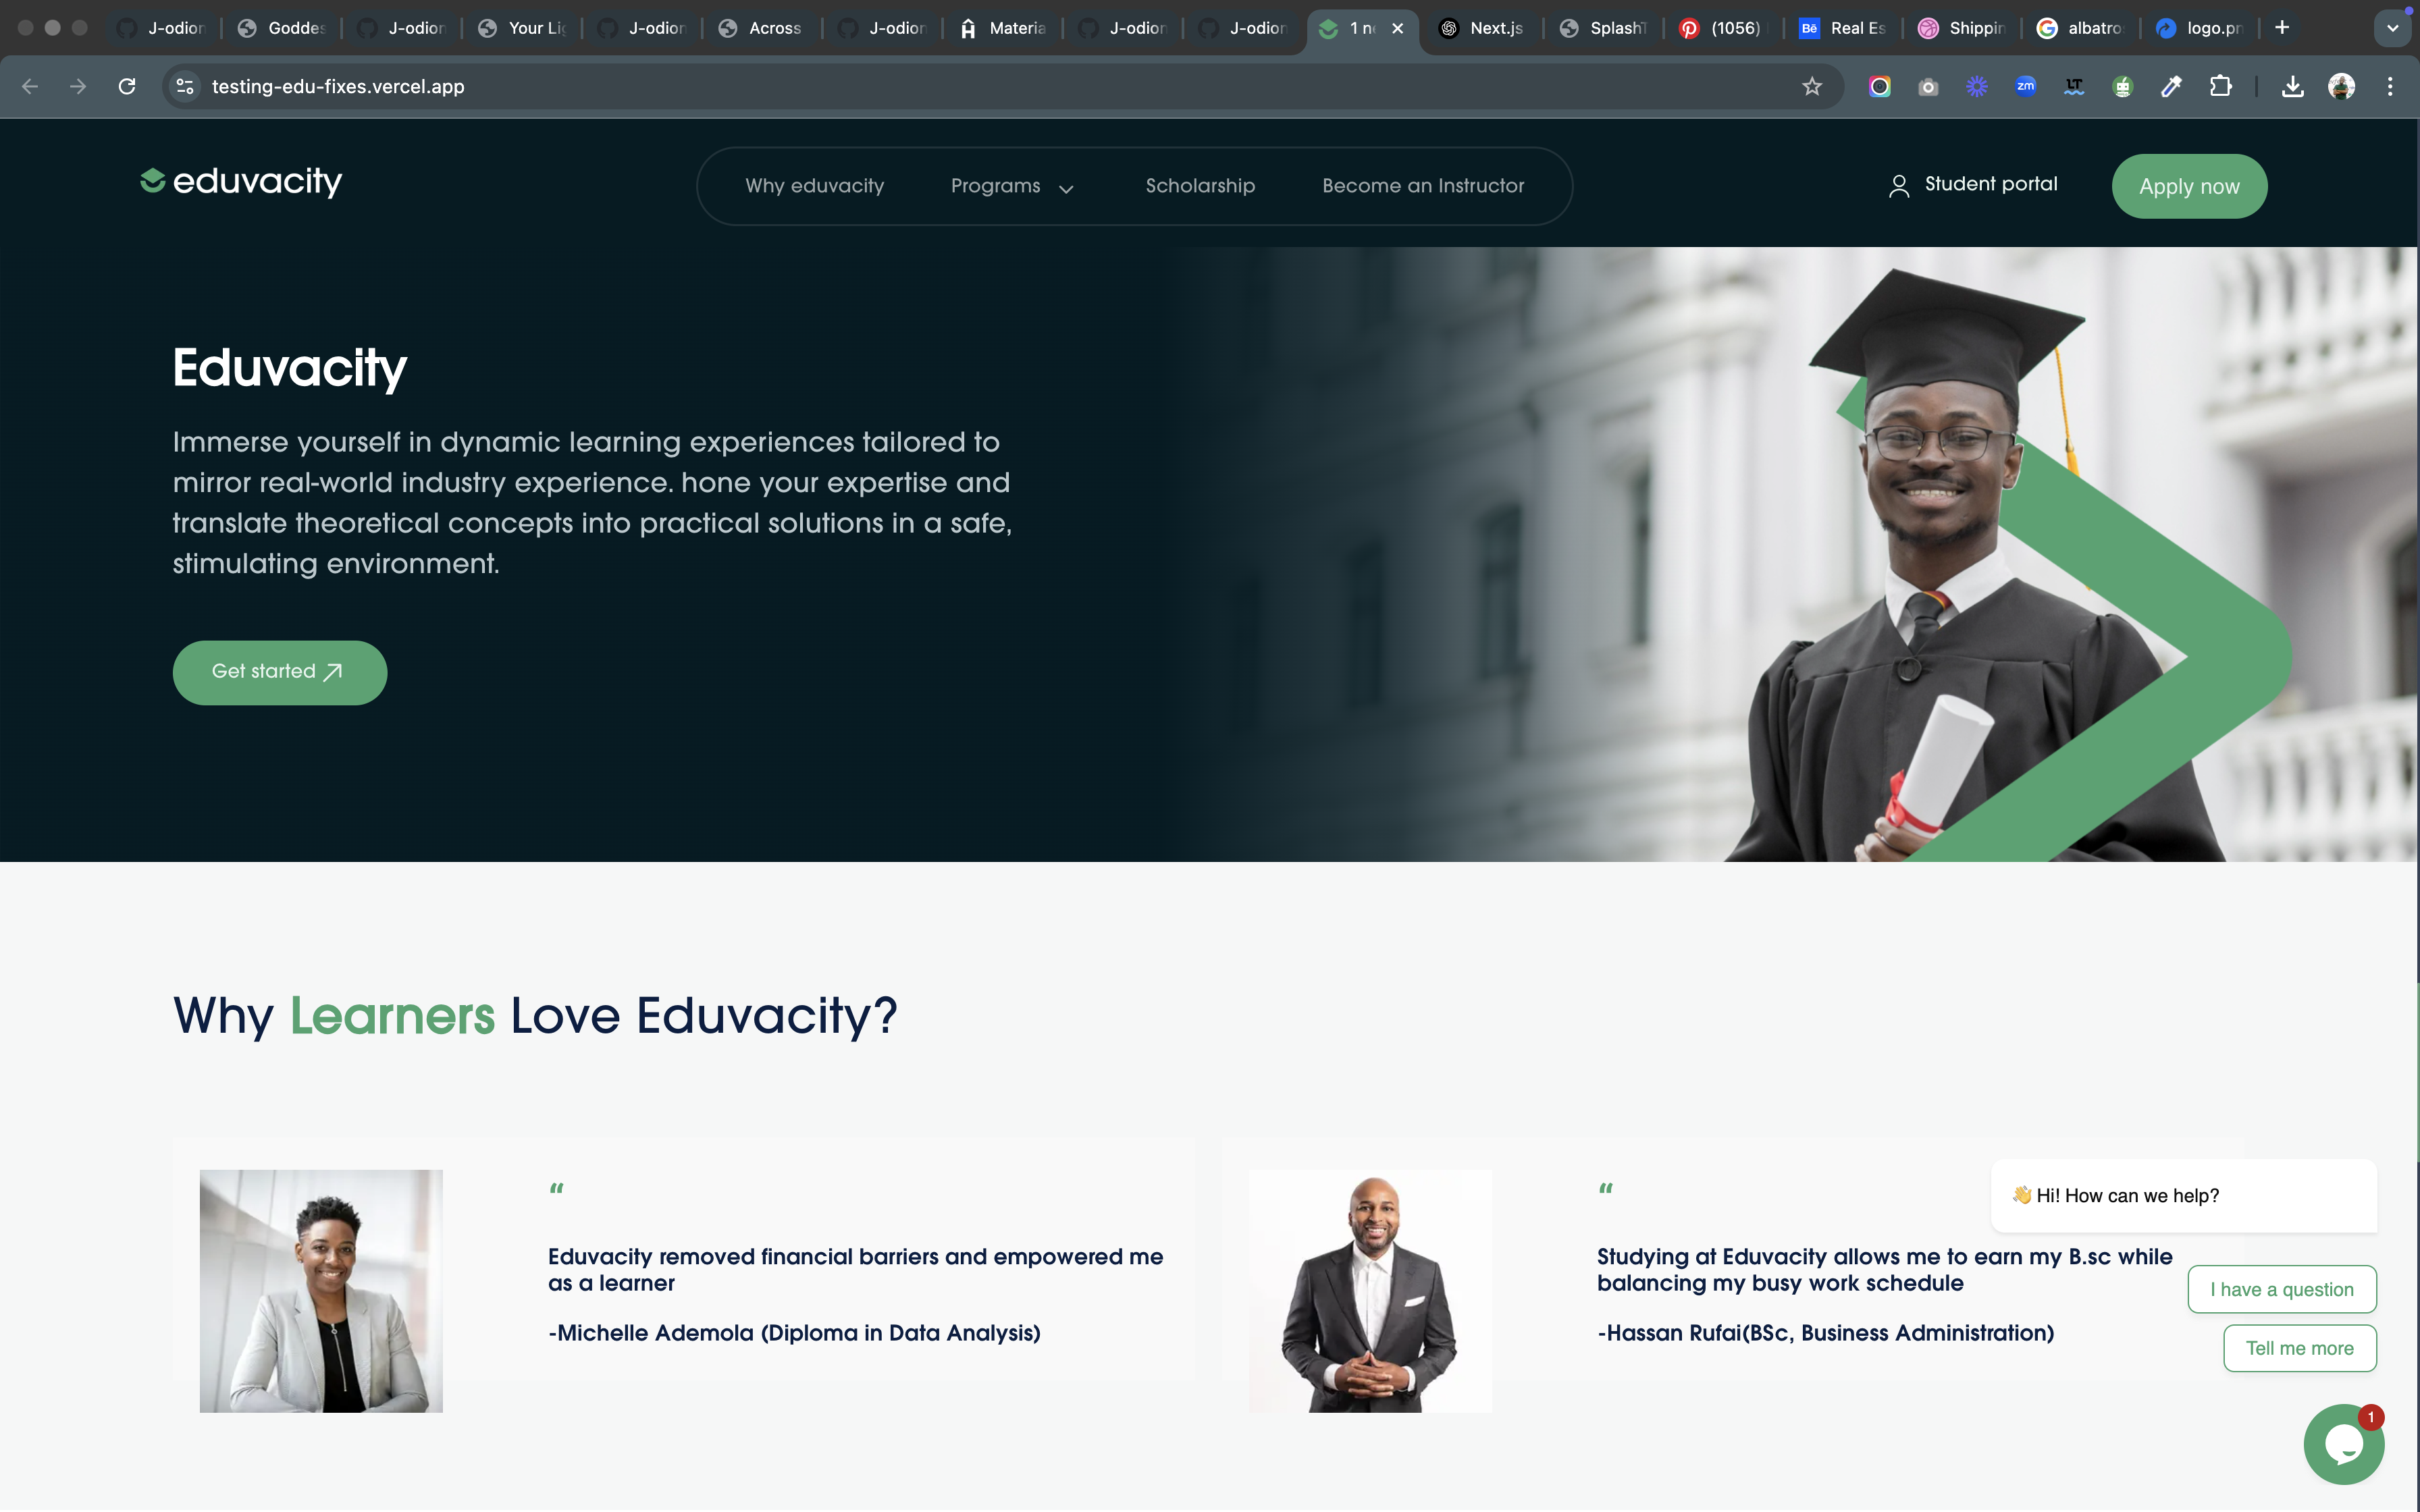 J-odion
Goddes
J-odion
Your Li
J-odion
Across
J-odion
Materia
J-odion
J-odion
1 ne
Next.js
Splash
(1056)
Bē
Real Es
Shippin
albatro
logo.pn
testing-edu-fixes.vercel.app
zm
LT
eduvacity
Why eduvacity
Programs
Scholarship
Become an Instructor
Student portal
Apply now
Eduvacity
Immerse yourself in dynamic learning experiences tailored to
mirror real-world industry experience. hone your expertise and
translate theoretical concepts into practical solutions in a safe,
stimulating environment.
Get started
Why Learners Love Eduvacity?
“
Eduvacity removed financial barriers and empowered me
as a learner
-Michelle Ademola (Diploma in Data Analysis)
“
Studying at Eduvacity allows me to earn my B.sc while
balancing my busy work schedule
-Hassan Rufai(BSc, Business Administration)
👋 Hi! How can we help?
I have a question
Tell me more
1